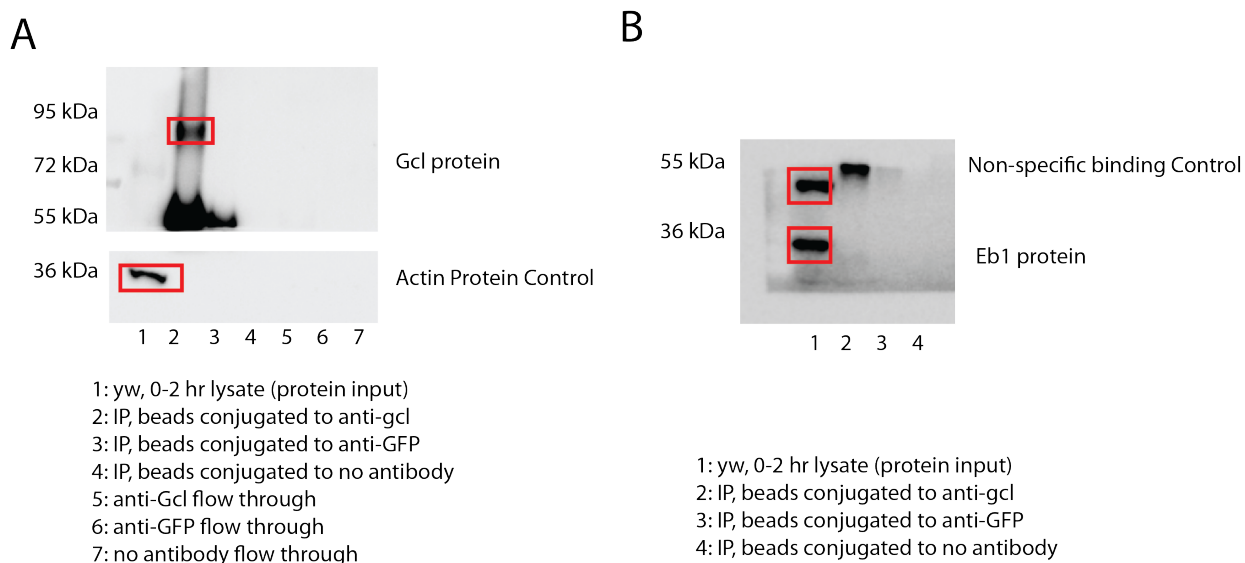 A
95 kDa
72 kDa
55 kDa
36 kDa
Gcl protein
Actin Protein Control
1 2 3 4 5 6 7
1: yw, 0-2 hr lysate (protein input)
2: IP, beads conjugated to anti-gcl
3: IP, beads conjugated to anti-GFP
4: IP, beads conjugated to no antibody
5: anti-Gcl flow through
6: anti-GFP flow through
7: no antibody flow through
B
55 kDa
36 kDa
Non-specific binding Control
Eb1 protein
1 2 3 4
1: yw, 0-2 hr lysate (protein input)
2: IP, beads conjugated to anti-gcl
3: IP, beads conjugated to anti-GFP
4: IP, beads conjugated to no antibody